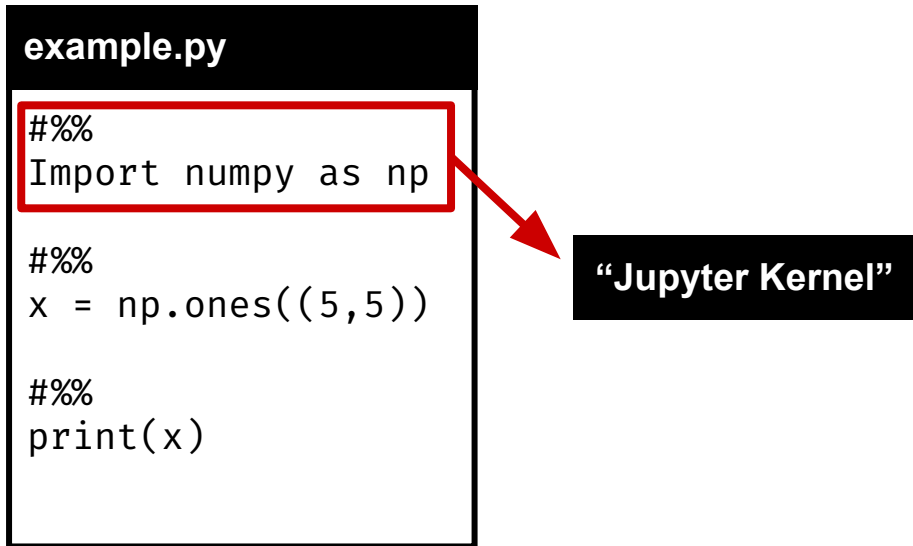 example.py
#%%
Import numpy as np
#%%
x = np.ones((5,5))
#%%
print(x)
“Jupyter Kernel”